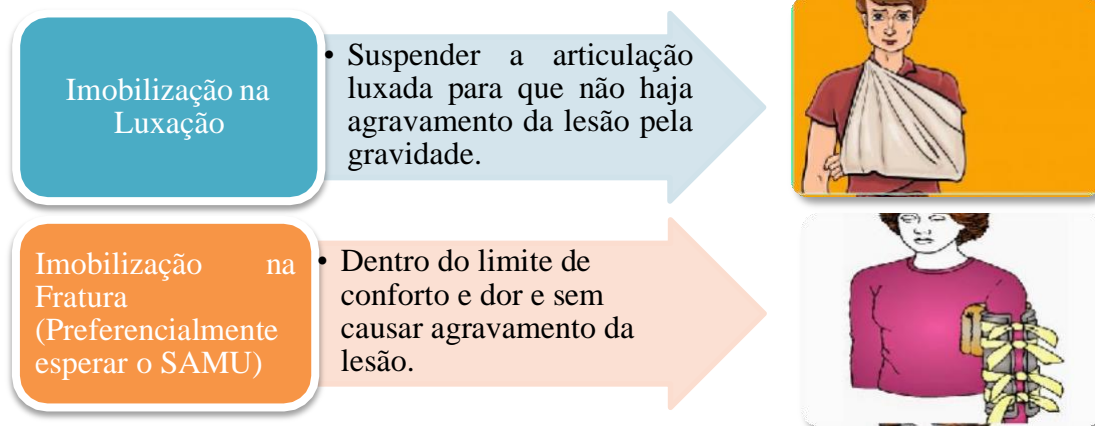 Imobilização na
Luxação
• Suspender a articulação
luxada para que não haja
agravamento da lesão pela
gravidade.
Imobilização na
Fratura
(Preferencialmente
esperar o SAMU)
• Dentro do limite de
conforto e dor e sem
causar agravamento da
lesão.